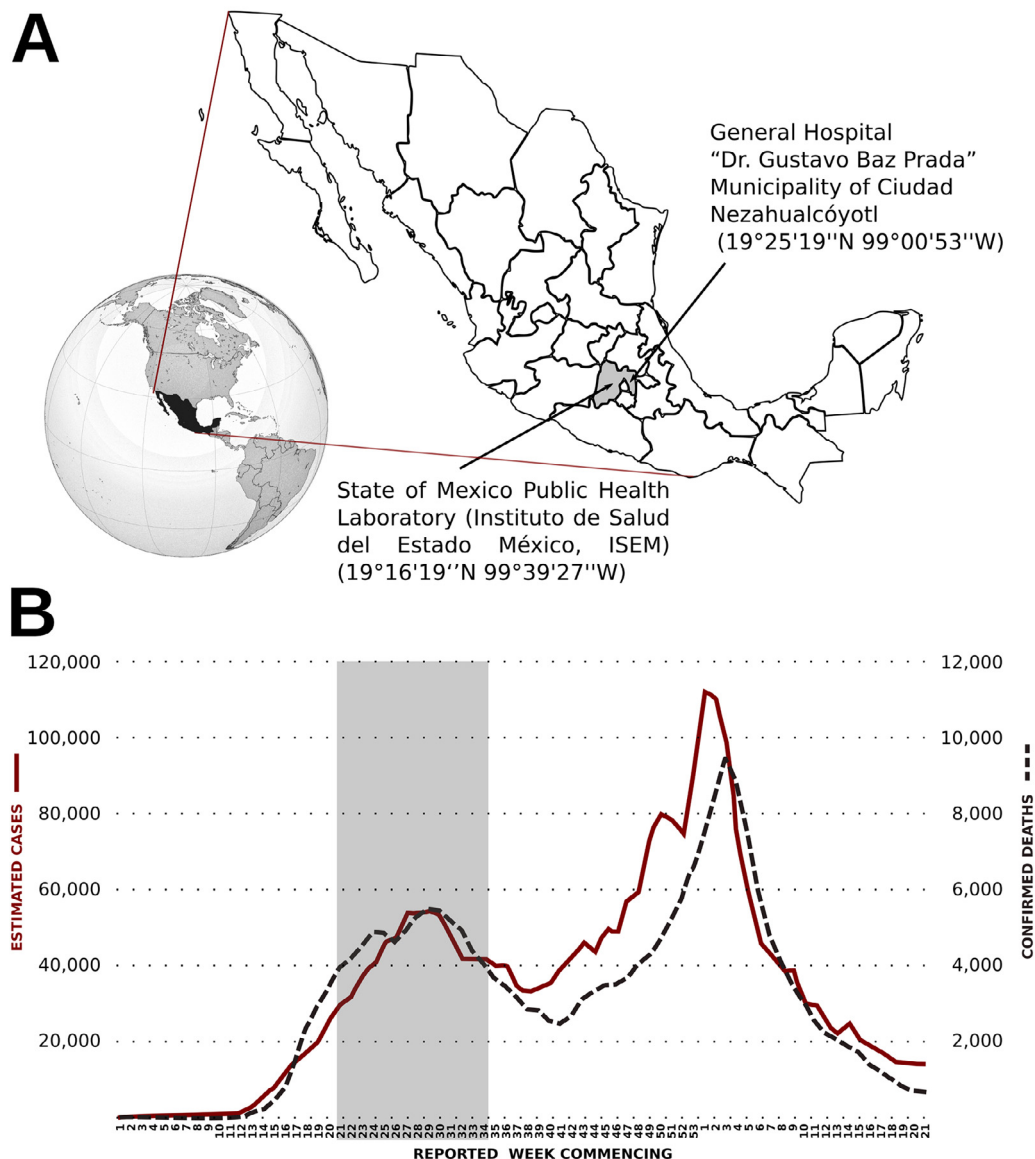 A
General Hospital
“Dr. Gustavo Baz Prada”
Municipality of Ciudad
Nezahualcóyotl
(19°25'19''N 99°00'53''W)
State of Mexico Public Health
Laboratory (Instituto de Salud
del Estado México, ISEM)
(19°16'19‘’N 99°39'27''W)
B
120,000
100,000
80,000
60,000
40,000
20,000
ESTIMATED CASES
12,000
10,000
8,000
6,000
4,000
2,000
CONFIRMED DEATHS
1 2 3 4 5 6 7 8 9 10 11 12 13 14 15 16 17 18 19 20 21 22 23 24 25 26 27 28 29 30 31 32 33 34 35 36 37 38 39 40 41 42 43 44 45 46 47 48 49 50 51 52 53 1 2 3 4 5 6 7 8 9 10 11 12 13 14 15 16 17 18 19 20 21
REPORTED WEEK COMMENCING